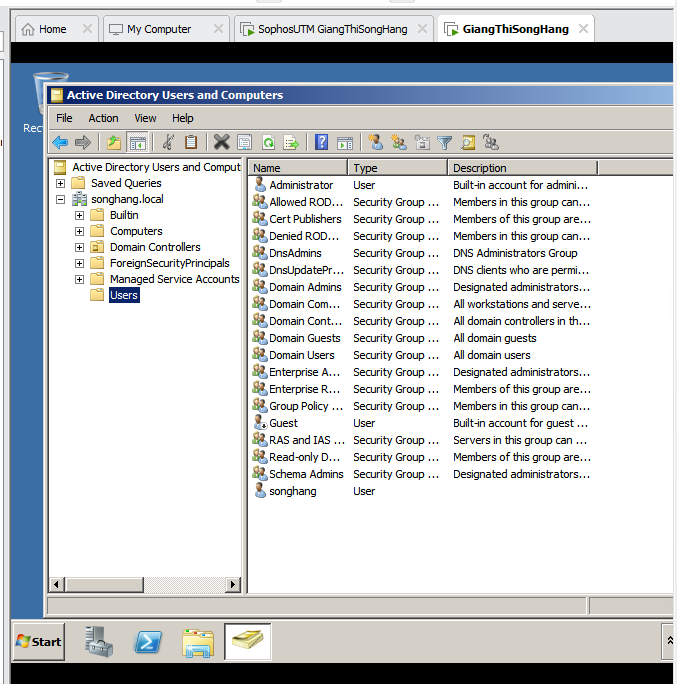 Home
My Computer
SophosUTM GiangThiSongHang
GiangThiSongHang
Rec
Active Directory Users and Computers
File Action View Help
Active Directory Users and Comput
Saved Queries
songhang.local
Builtin
Computers
Domain Controllers
ForeignSecurityPrincipals
Managed Service Accounts
Users
Name Type Description
Administrator User Built-in account for admini...
Allowed ROD... Security Group ... Members in this group can...
Cert Publishers Security Group ... Members of this group are...
Denied ROD... Security Group ... Members in this group can...
DnsAdmins Security Group ... DNS Administrators Group
DnsUpdatePr... Security Group ... DNS clients who are permi...
Domain Admins Security Group ... Designated administrators...
Domain Com... Security Group ... All workstations and serve...
Domain Cont... Security Group ... All domain controllers in th...
Domain Guests Security Group ... All domain guests
Domain Users Security Group ... All domain users
Enterprise A... Security Group ... Designated administrators...
Enterprise R... Security Group ... Members of this group are...
Group Policy ... Security Group ... Members in this group can...
Guest User Built-in account for guest ...
RAS and IAS ... Security Group ... Servers in this group can ...
Read-only D... Security Group ... Members of this group are...
Schema Admins Security Group ... Designated administrators...
songhang User
Start